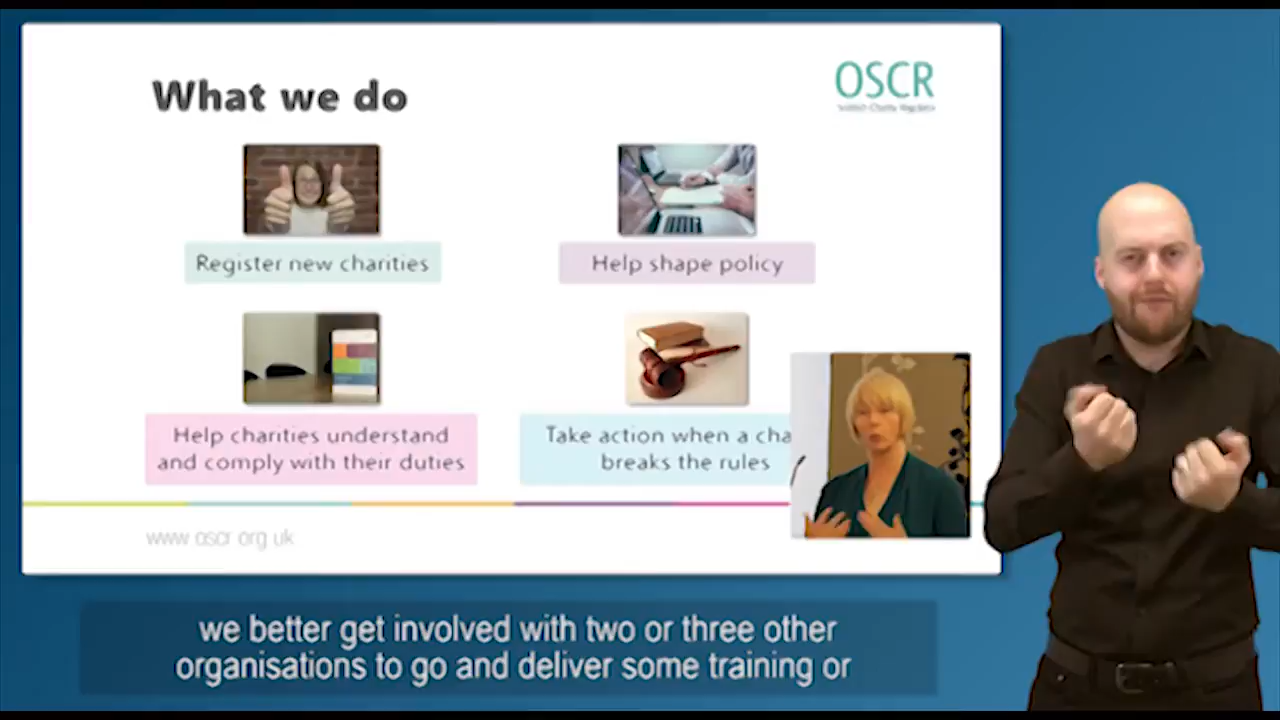 What we do
OSCR
Register new charities
Help shape policy
Help charities understand
and comply with their duties
Take action when a cha
breaks the rules
www oscr org uk
we better get involved with two or three other
organisations to go and deliver some training or